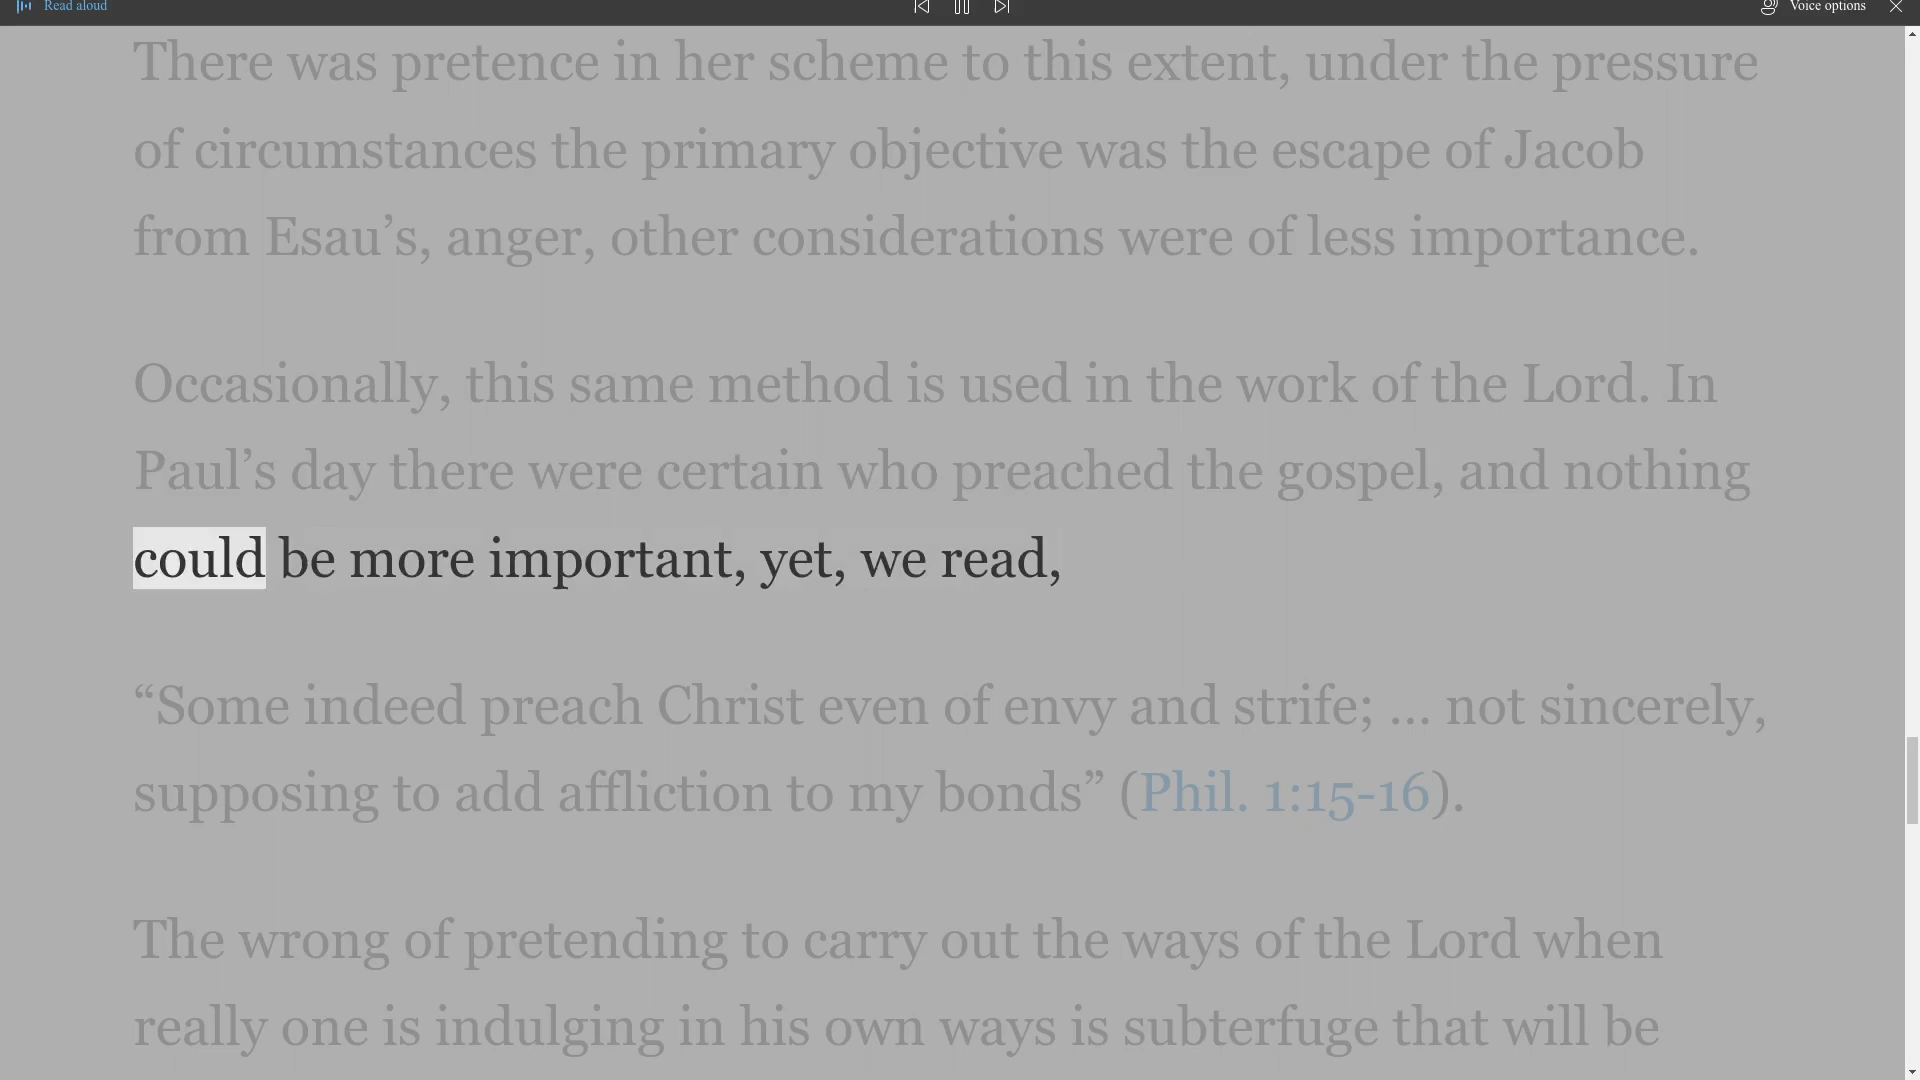 Read aloud
Voice options
There was pretence in her scheme to this extent, under the pressure
of circumstances the primary objective was the escape of Jacob
from Esau’s, anger, other considerations were of less importance.
Occasionally, this same method is used in the work of the Lord. In
Paul’s day there were certain who preached the gospel, and nothing
could be more important, yet, we read,
“Some indeed preach Christ even of envy and strife; ... not sincerely,
supposing to add affliction to my bonds” (Phil. 1:15-16).
The wrong of pretending to carry out the ways of the Lord when
really one is indulging in his own ways is subterfuge that will be